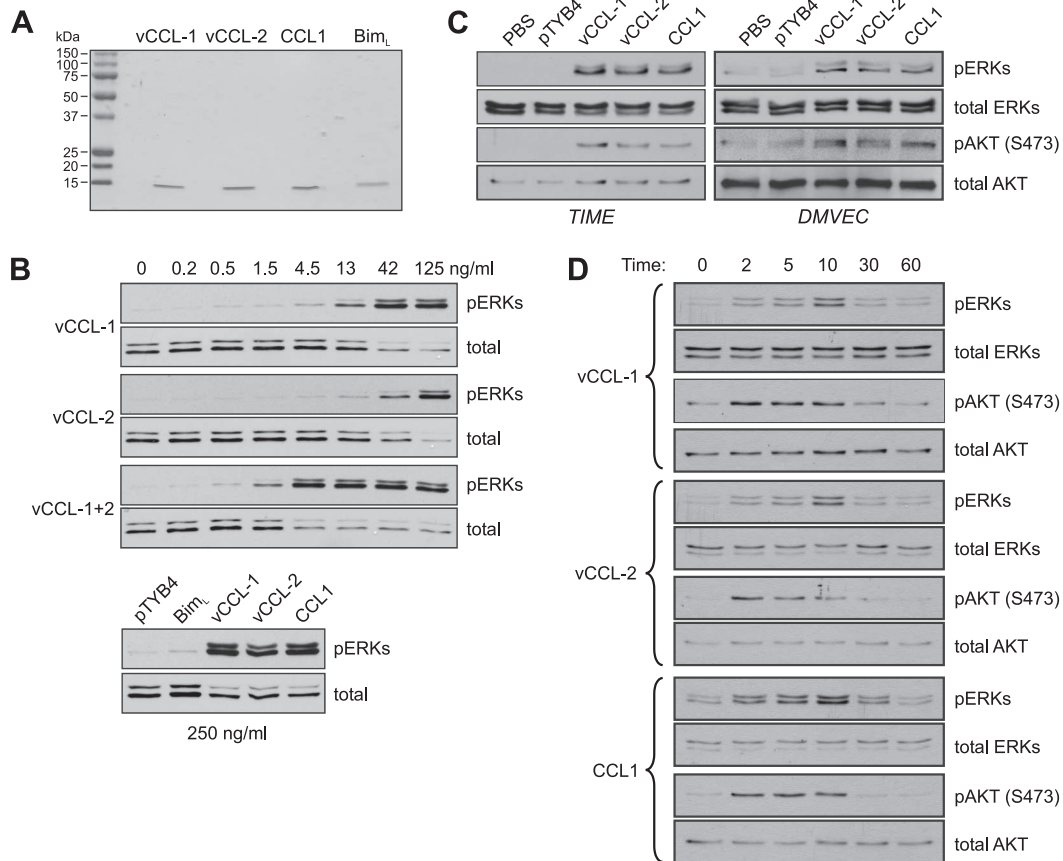 A
kDa
vCCL-1 vCCL-2 CCL1 BimL
150
100
75
50
37
25
20
15
B
0 0.2 0.5 1.5 4.5 13 42 125 ng/ml
vCCL-1
pERKs
total
vCCL-2
pERKs
total
vCCL-1+2
pERKs
total
pTYB4 BimL vCCL-1 vCCL-2 CCL1
pERKs
total
250 ng/ml
C
PBS pTYB4 vCCL-1 vCCL-2 CCL1
PBS pTYB4 vCCL-1 vCCL-2 CCL1
pERKs
total ERKs
pAKT (S473)
total AKT
TIME DMVEC
D
Time: 0 2 5 10 30 60
vCCL-1
pERKs
total ERKs
pAKT (S473)
total AKT
vCCL-2
pERKs
total ERKs
pAKT (S473)
total AKT
CCL1
pERKs
total ERKs
pAKT (S473)
total AKT